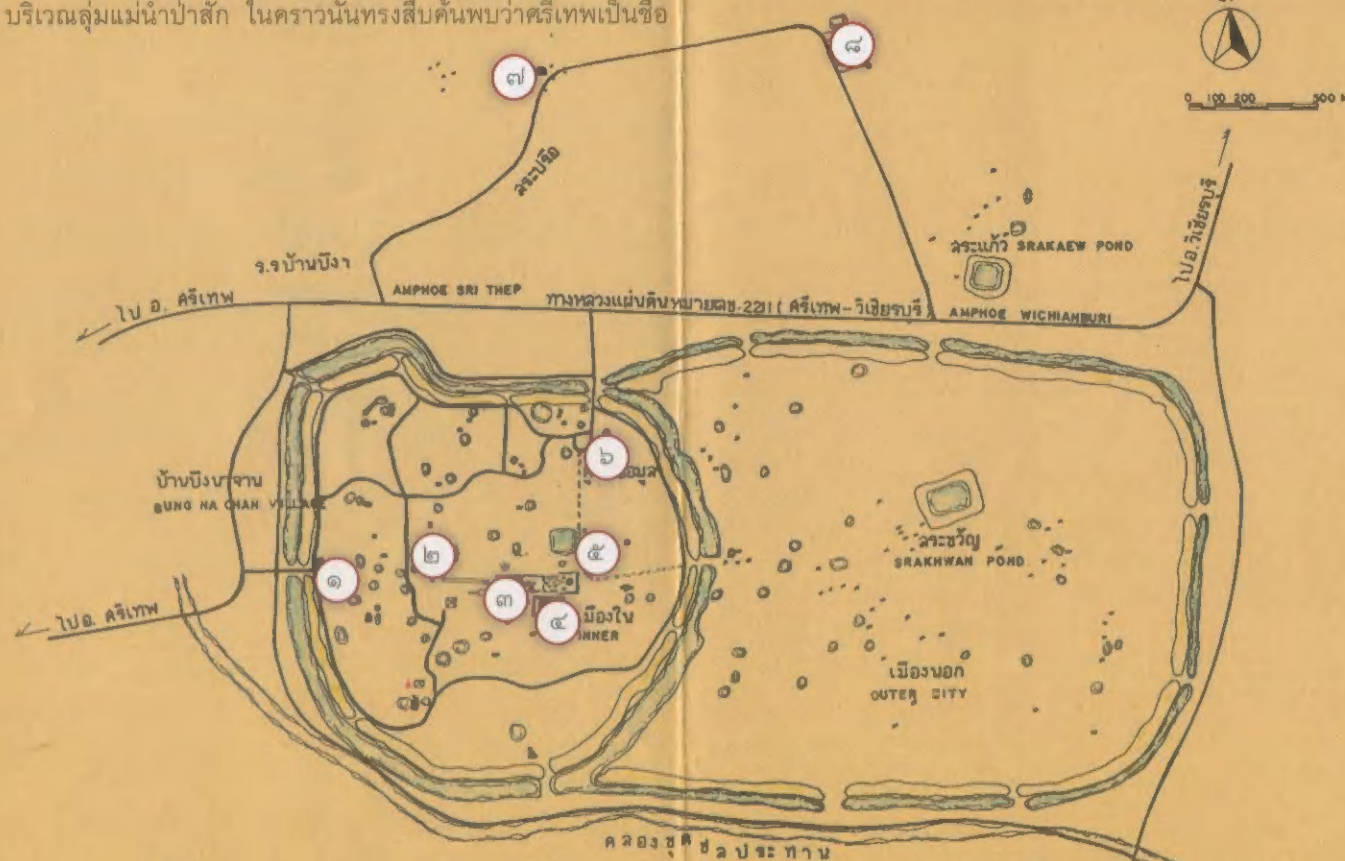 บริเวณลุ่มแม่น้ำป่าสัก ในคราวนั้นทรงสืบค้นพบว่าศรีเทพเป็นชื่อ
๗
๘
0 100 200 500 M
สระปรือ
ไป อ.วิเชียรบุรี
สระแก้ว SRAKAEW POND
ร.ร บ้านบึงา
ไป อ. ศรีเทพ
AMPHOE SRI THEP
ทางหลวงแผ่นดินหมายเลข 2211 ( ศรีเทพ-วิเชียรบุรี )
AMPHOE WICHIANBURI
๖
บ้านบึงนาจาน
BUNG NA CHAN VILLAGE
๑
๒
๓
๔
๕
สระขวัญ
SRAKHWAN POND
ไป อ. ศรีเทพ
เมืองใน
INNER
เมืองนอก
OUTER CITY
คลองขุดชลประทาน